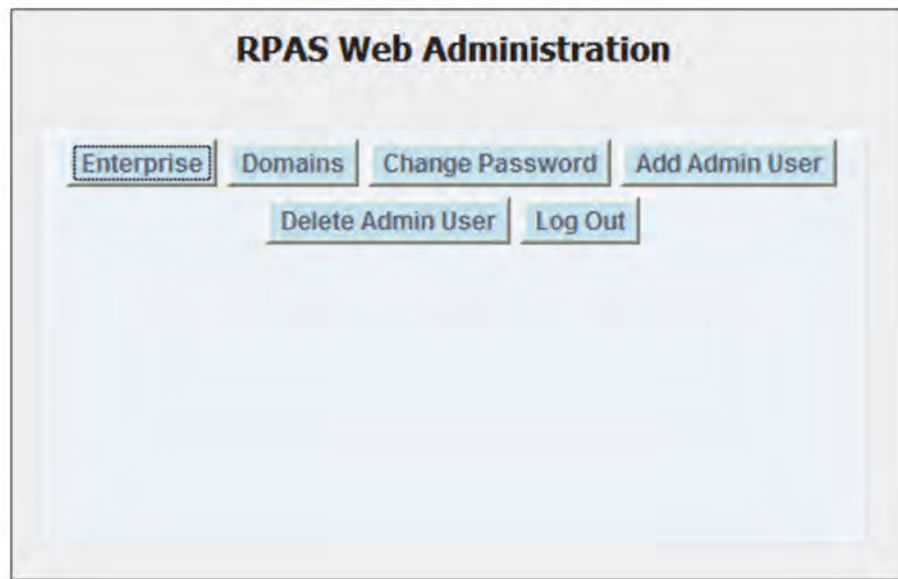 RPAS Web Administration
Enterprise Domains Change Password Add Admin User
Delete Admin User Log Out